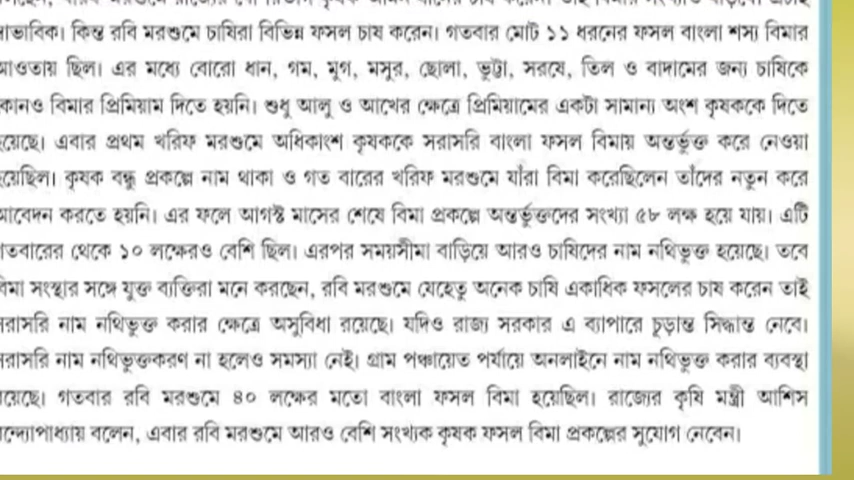 স্বাভাবিক। কিন্তু রবি মরশুমে চাষিরা বিভিন্ন ফসল চাষ করেন। গতবার মোট ১১ ধরনের ফসল বাংলা শস্য বিমার
আওতায় ছিল। এর মধ্যে বোরো ধান, গম, মুগ, মসুর, ছোলা, ভুট্টা, সরষে, তিল ও বাদামের জন্য চাষিকে
কোনও বিমার প্রিমিয়াম দিতে হয়নি। শুধু আলু ও আখের ক্ষেত্রে প্রিমিয়ামের একটা সামান্য অংশ কৃষককে দিতে
হয়েছে। এবার প্রথম খরিফ মরশুমে অধিকাংশ কৃষককে সরাসরি বাংলা ফসল বিমায় অন্তর্ভুক্ত করে নেওয়া
হয়েছিল। কৃষক বন্ধু প্রকল্পে নাম থাকা ও গত বারের খরিফ মরশুমে যাঁরা বিমা করেছিলেন তাঁদের নতুন করে
আবেদন করতে হয়নি। এর ফলে আগস্ট মাসের শেষে বিমা প্রকল্পে অন্তর্ভুক্তদের সংখ্যা ৫৮ লক্ষ হয়ে যায়। এটি
গতবারের থেকে ১০ লক্ষেরও বেশি ছিল। এরপর সময়সীমা বাড়িয়ে আরও চাষিদের নাম নথিভুক্ত হয়েছে। তবে
বিমা সংস্থার সঙ্গে যুক্ত ব্যক্তিরা মনে করছেন, রবি মরশুমে যেহেতু অনেক চাষি একাধিক ফসলের চাষ করেন তাই
সরাসরি নাম নথিভুক্ত করার ক্ষেত্রে অসুবিধা রয়েছে। যদিও রাজ্য সরকার এ ব্যাপারে চূড়ান্ত সিদ্ধান্ত নেবে।
সরাসরি নাম নথিভুক্তকরণ না হলেও সমস্যা নেই। গ্রাম পঞ্চায়েত পর্যায়ে অনলাইনে নাম নথিভুক্ত করার ব্যবস্থা
রয়েছে। গতবার রবি মরশুমে ৪০ লক্ষের মতো বাংলা ফসল বিমা হয়েছিল। রাজ্যের কৃষি মন্ত্রী আশিস
বন্দ্যোপাধ্যায় বলেন, এবার রবি মরশুমে আরও বেশি সংখ্যক কৃষক ফসল বিমা প্রকল্পের সুযোগ নেবেন।